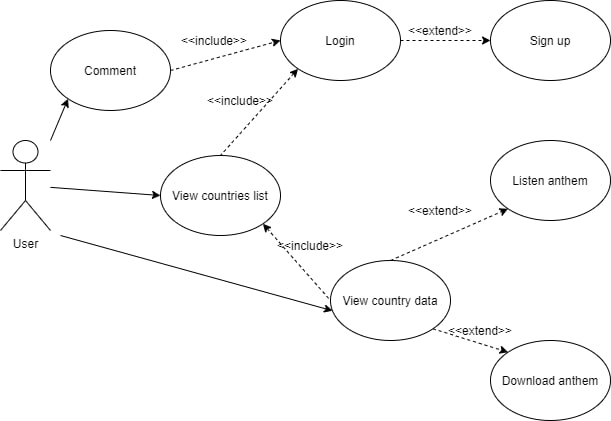 <<include>>
Login
<<extend>>
Sign up
Comment
<<include>>
User
View countries list
Listen anthem
<<extend>>
<<include>>
View country data
<<extend>>
Download anthem